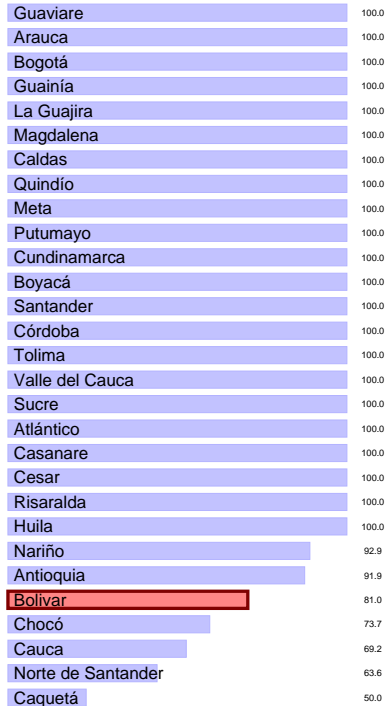 Guaviare 100.0
Arauca 100.0
Bogotá 100.0
Guainía 100.0
La Guajira 100.0
Magdalena 100.0
Caldas 100.0
Quindío 100.0
Meta 100.0
Putumayo 100.0
Cundinamarca 100.0
Boyacá 100.0
Santander 100.0
Córdoba 100.0
Tolima 100.0
Valle del Cauca 100.0
Sucre 100.0
Atlántico 100.0
Casanare 100.0
Cesar 100.0
Risaralda 100.0
Huila 100.0
Nariño 92.9
Antioquia 91.9
Bolivar 81.0
Chocó 73.7
Cauca 69.2
Norte de Santander 63.6
Caquetá 50.0